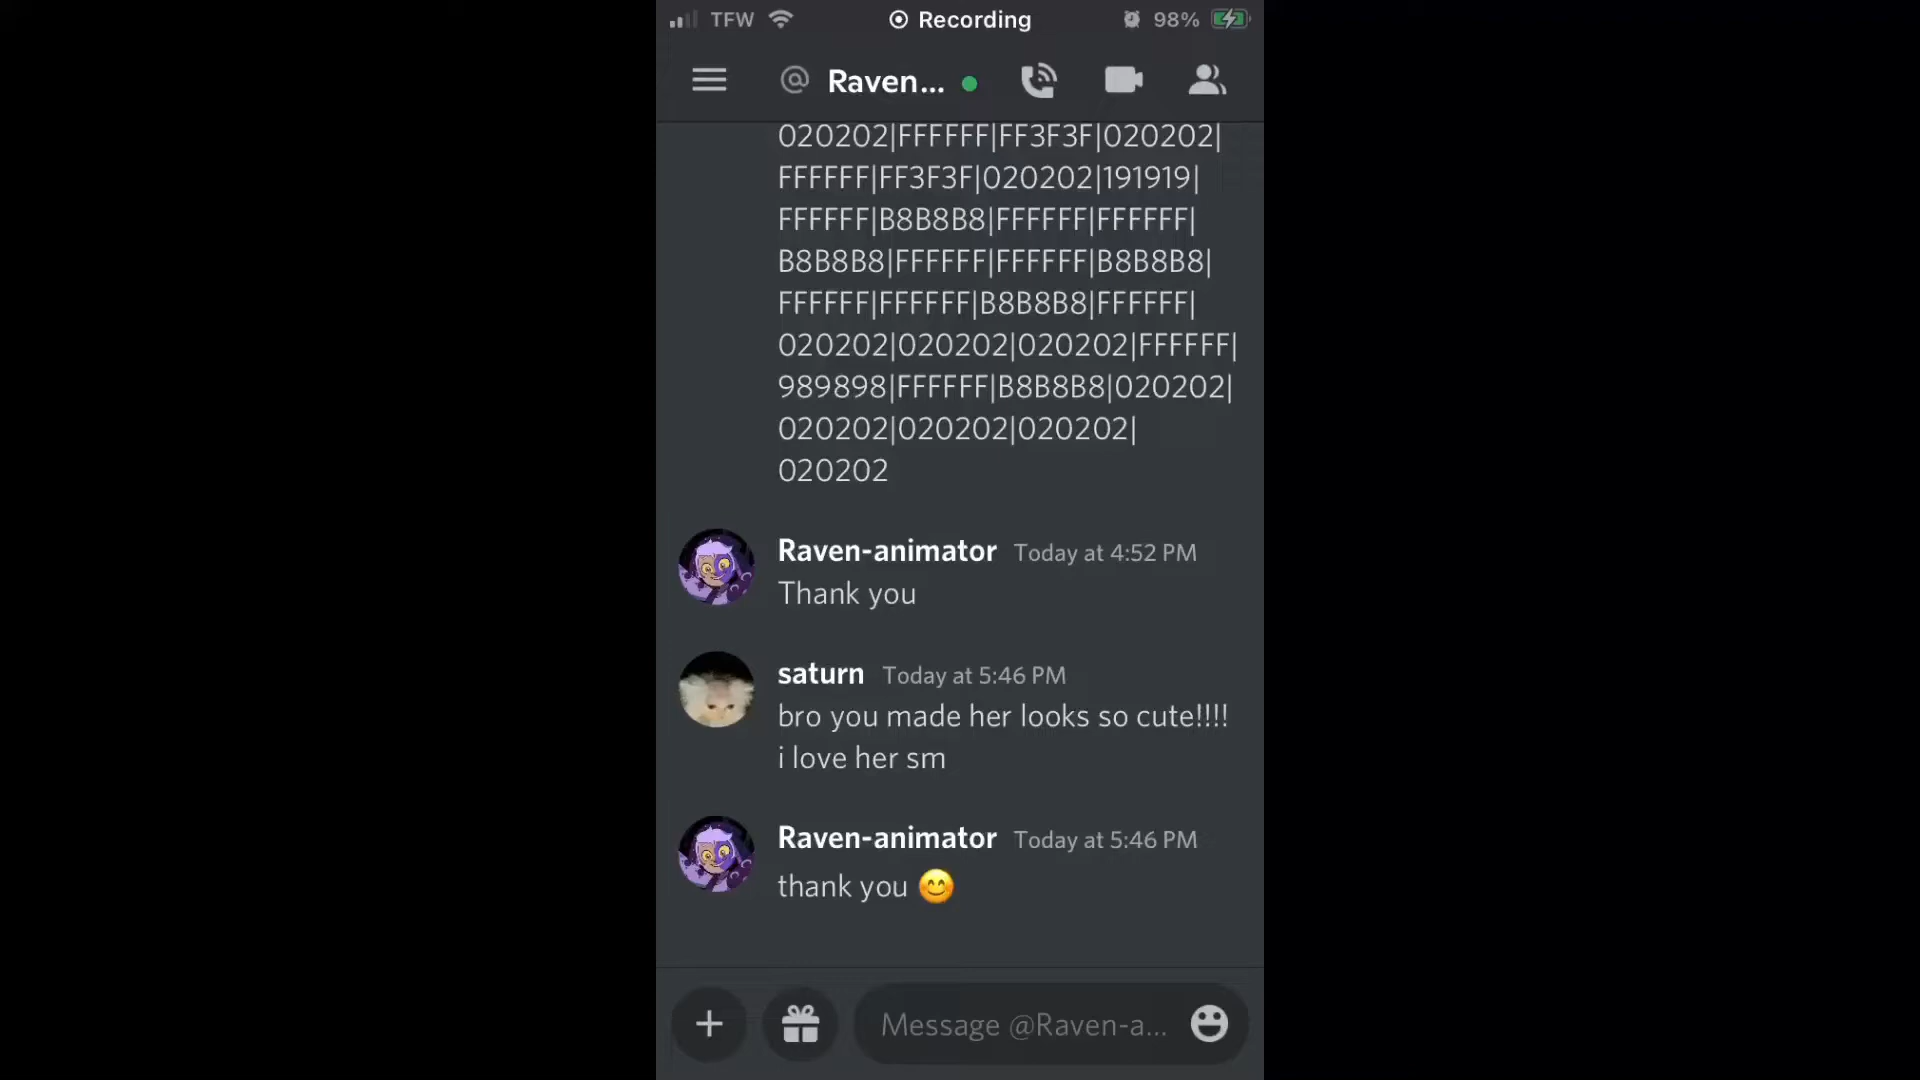 TFW Recording 98%
@ Raven...
020202|FFFFFF|FF3F3F|020202|
FFFFFF|FF3F3F|020202|191919|
FFFFFF|B8B8B8|FFFFFF|FFFFFF|
B8B8B8|FFFFFF|FFFFFF|B8B8B8|
FFFFFF|FFFFFF|B8B8B8|FFFFFF|
020202|020202|020202|FFFFFF|
989898|FFFFFF|B8B8B8|020202|
020202|020202|020202|
020202
Raven-animator Today at 4:52 PM
Thank you
saturn Today at 5:46 PM
bro you made her looks so cute!!!!
i love her sm
Raven-animator Today at 5:46 PM
thank you 😊
Message @Raven-a...